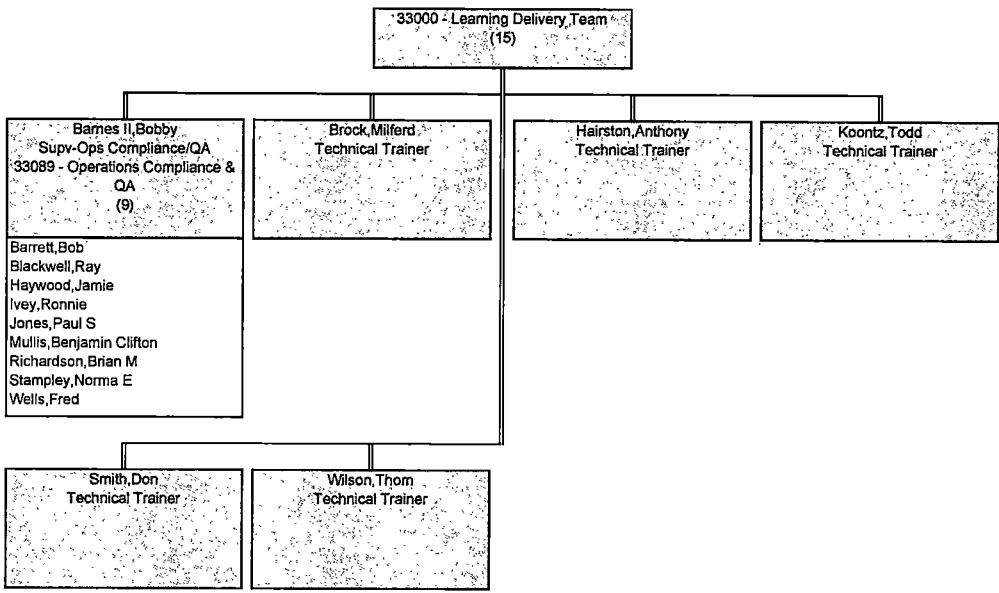 33000 - Learning Delivery Team
(15)
Barnes II,Bobby
Supv-Ops Compliance/QA
33089 - Operations Compliance &
QA
(9)
Barrett,Bob
Blackwell,Ray
Haywood,Jamie
Ivey,Ronnie
Jones,Paul S
Mullis,Benjamin Clifton
Richardson,Brian M
Stampley,Norma E
Wells,Fred
Brock,Milferd
Technical Trainer
Hairston,Anthony
Technical Trainer
Koontz,Todd
Technical Trainer
Smith,Don
Technical Trainer
Wilson,Thom
Technical Trainer